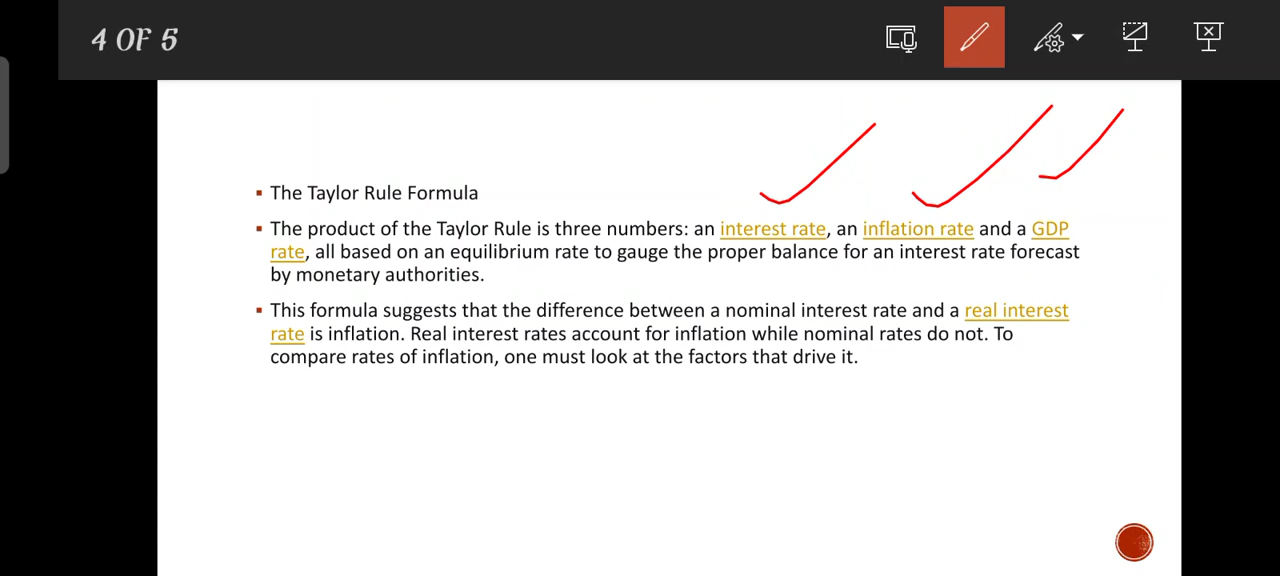 4 OF 5
▪ The Taylor Rule Formula
▪ The product of the Taylor Rule is three numbers: an interest rate, an inflation rate and a GDP
rate, all based on an equilibrium rate to gauge the proper balance for an interest rate forecast
by monetary authorities.
▪ This formula suggests that the difference between a nominal interest rate and a real interest
rate is inflation. Real interest rates account for inflation while nominal rates do not. To
compare rates of inflation, one must look at the factors that drive it.